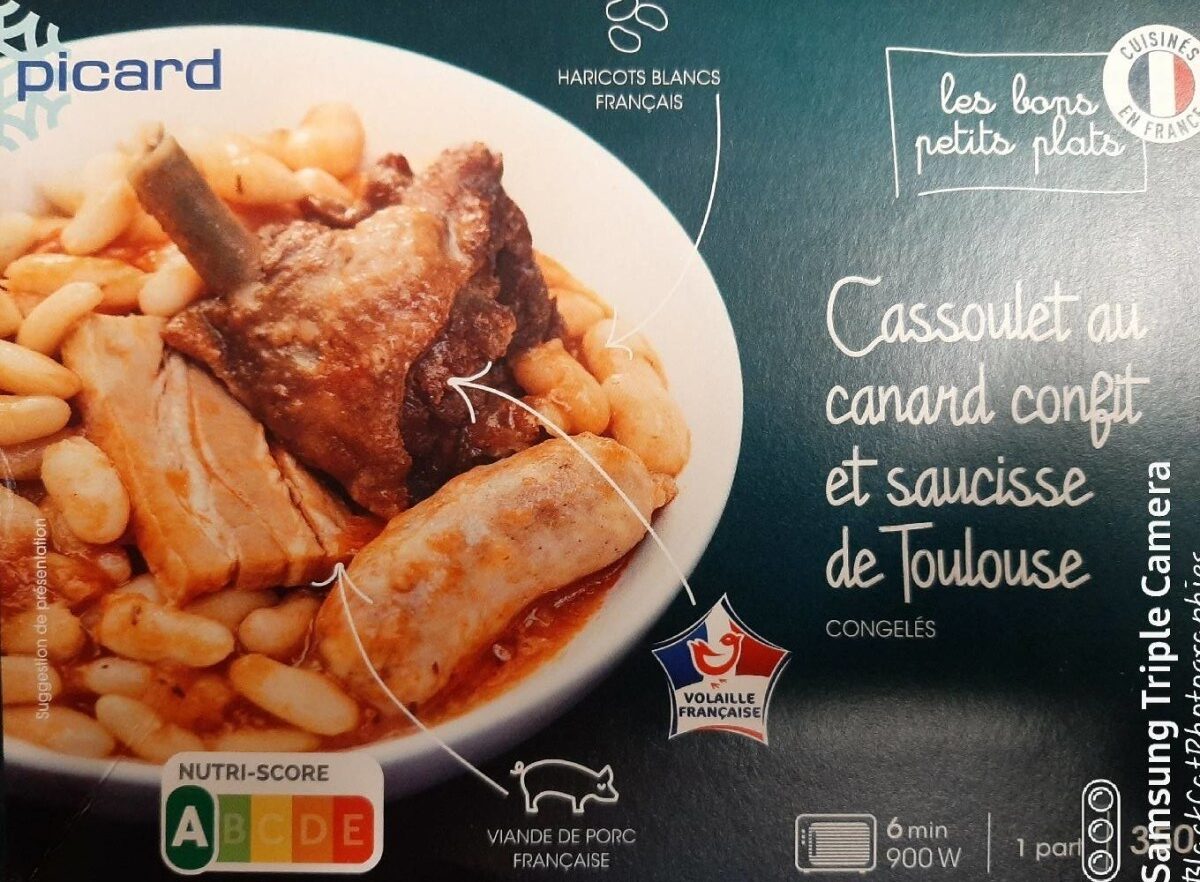 picard
HARICOTS BLANCS
FRANÇAIS
les bons
petits plats
CUISINÉS
EN FRANCE
Cassoulet au
canard confit
et saucisse
de Toulouse
CONGELÉS
Suggestion de présentation
VOLAILLE
FRANÇAISE
NUTRI-SCORE
A B C D E
VIANDE DE PORC
FRANÇAISE
6 min
900 W
1 part
Samsung Triple Camera